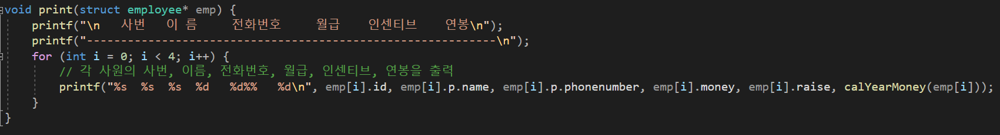 void print(struct employee* emp) {
    printf("\n   사번   이 름     전화번호     월급    인센티브    연봉\n");
    printf("------------------------------------------------------------\n");
    for (int i = 0; i < 4; i++) {
        // 각 사원의 사번, 이름, 전화번호, 월급, 인센티브, 연봉을 출력
        printf("%s  %s  %s  %d   %d%%   %d\n", emp[i].id, emp[i].p.name, emp[i].p.phonenumber, emp[i].money, emp[i].raise, calYearMoney(emp[i]));
    }
}